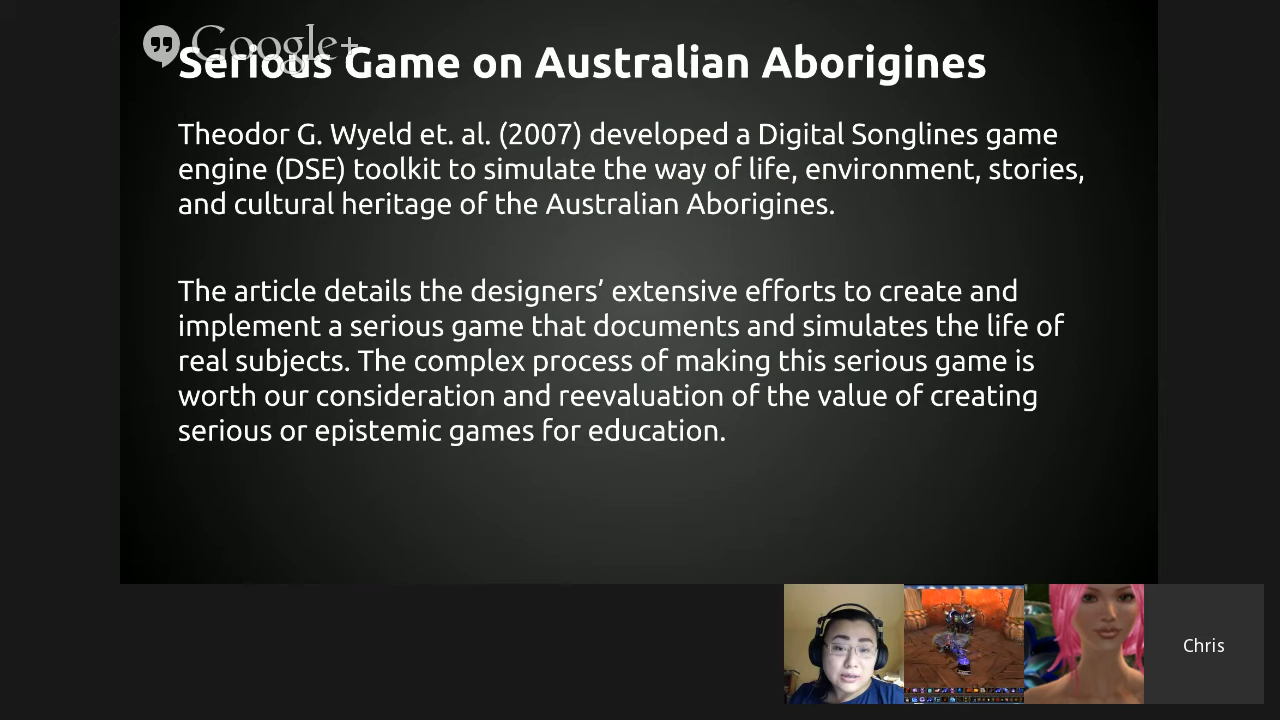 Google+
Serious Game on Australian Aborigines
Theodor G. Wyeld et. al. (2007) developed a Digital Songlines game
engine (DSE) toolkit to simulate the way of life, environment, stories,
and cultural heritage of the Australian Aborigines.
The article details the designers’ extensive efforts to create and
implement a serious game that documents and simulates the life of
real subjects. The complex process of making this serious game is
worth our consideration and reevaluation of the value of creating
serious or epistemic games for education.
Chris